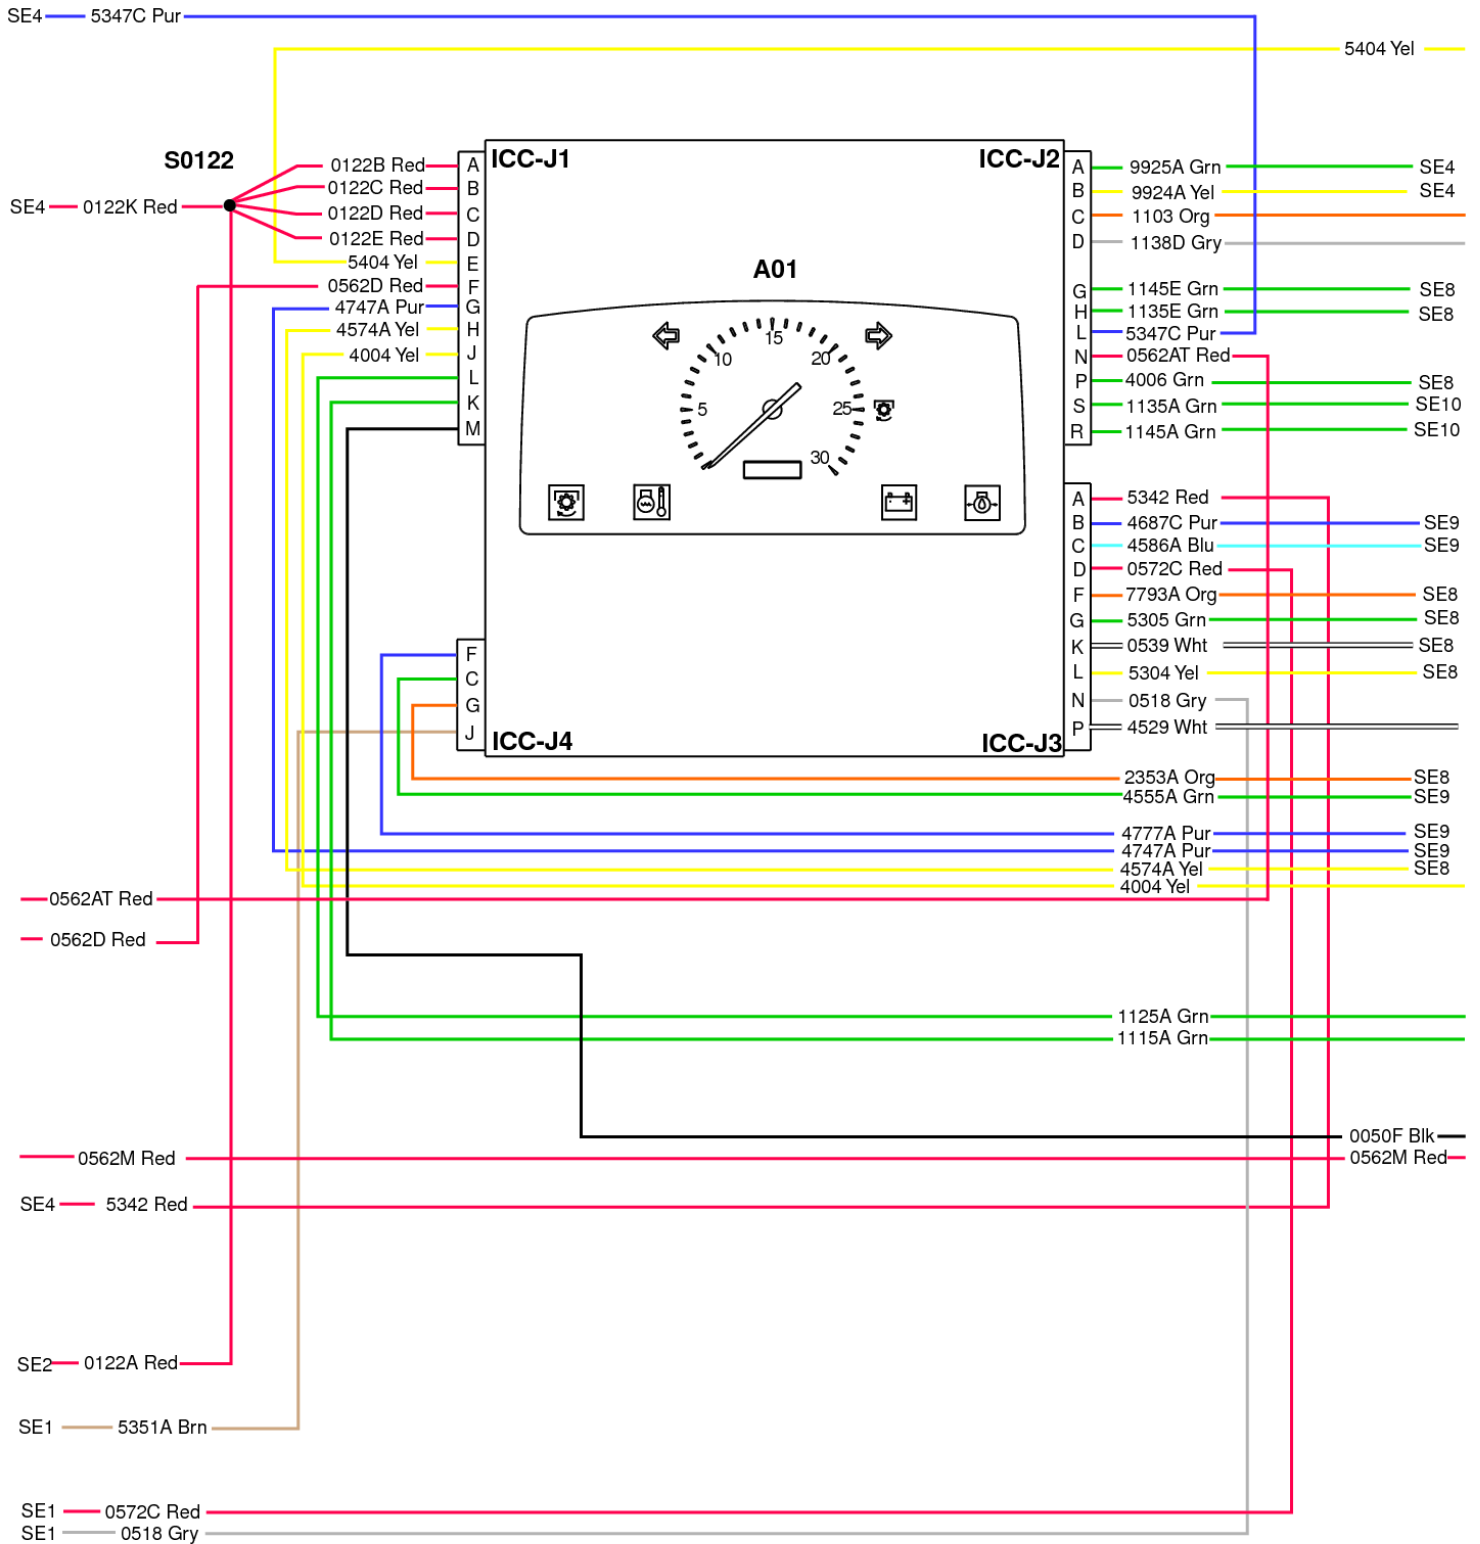 SE4 5347C Pur
5404 Yel
S0122
ICC-J1
ICC-J2
0122B Red A
0122C Red B
SE4 0122K Red
0122D Red C
0122E Red D
5404 Yel E
0562D Red F
4747A Pur G
4574A Yel H
4004 Yel J
L
K
M
A 9925A Grn SE4
B 9924A Yel SE4
C 1103 Org
D 1138D Gry
G 1145E Grn SE8
H 1135E Grn SE8
L 5347C Pur
N 0562AT Red
P 4006 Grn SE8
S 1135A Grn SE10
R 1145A Grn SE10
A01
5 10 15 20 25 30
A 5342 Red
B 4687C Pur SE9
C 4586A Blu SE9
D 0572C Red
F 7793A Org SE8
G 5305 Grn SE8
K 0539 Wht SE8
L 5304 Yel SE8
N 0518 Gry
P 4529 Wht
F
C
G
J
ICC-J4
ICC-J3
2353A Org SE8
4555A Grn SE9
4777A Pur SE9
4747A Pur SE9
4574A Yel SE8
4004 Yel
0562AT Red
0562D Red
1125A Grn
1115A Grn
0050F Blk
0562M Red 0562M Red
SE4 5342 Red
SE2 0122A Red
SE1 5351A Brn
SE1 0572C Red
SE1 0518 Gry